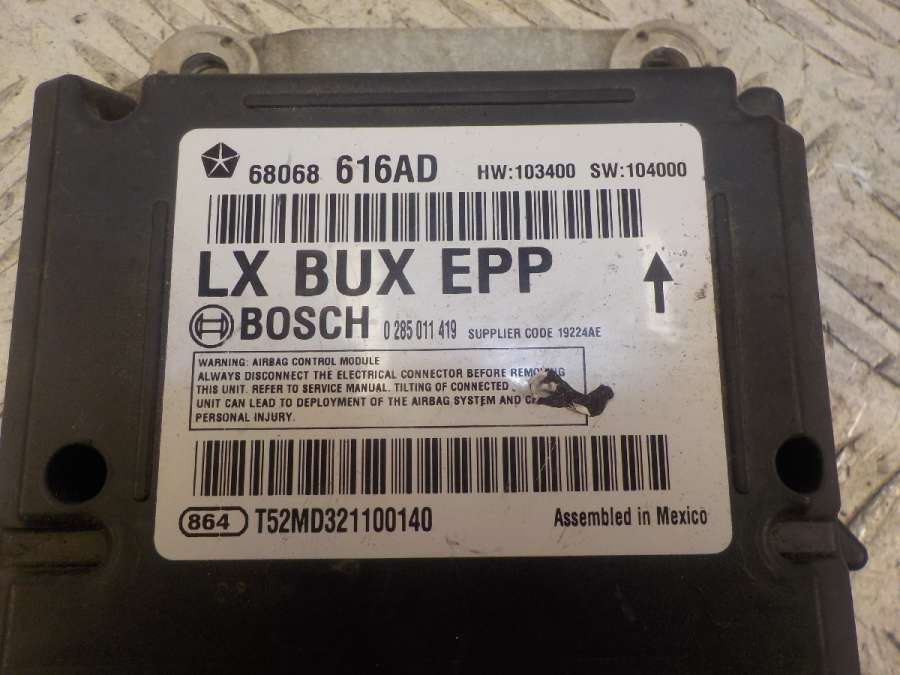 68068 616AD HW:103400 SW:104000
LX BUX EPP
BOSCH 0 285 011 419 SUPPLIER CODE 19224AE
WARNING: AIRBAG CONTROL MODULE
ALWAYS DISCONNECT THE ELECTRICAL CONNECTOR BEFORE REMOVING
THIS UNIT. REFER TO SERVICE MANUAL. TILTING OF CONNECTED
UNIT CAN LEAD TO DEPLOYMENT OF THE AIRBAG SYSTEM AND
PERSONAL INJURY.
864 T52MD321100140 Assembled in Mexico